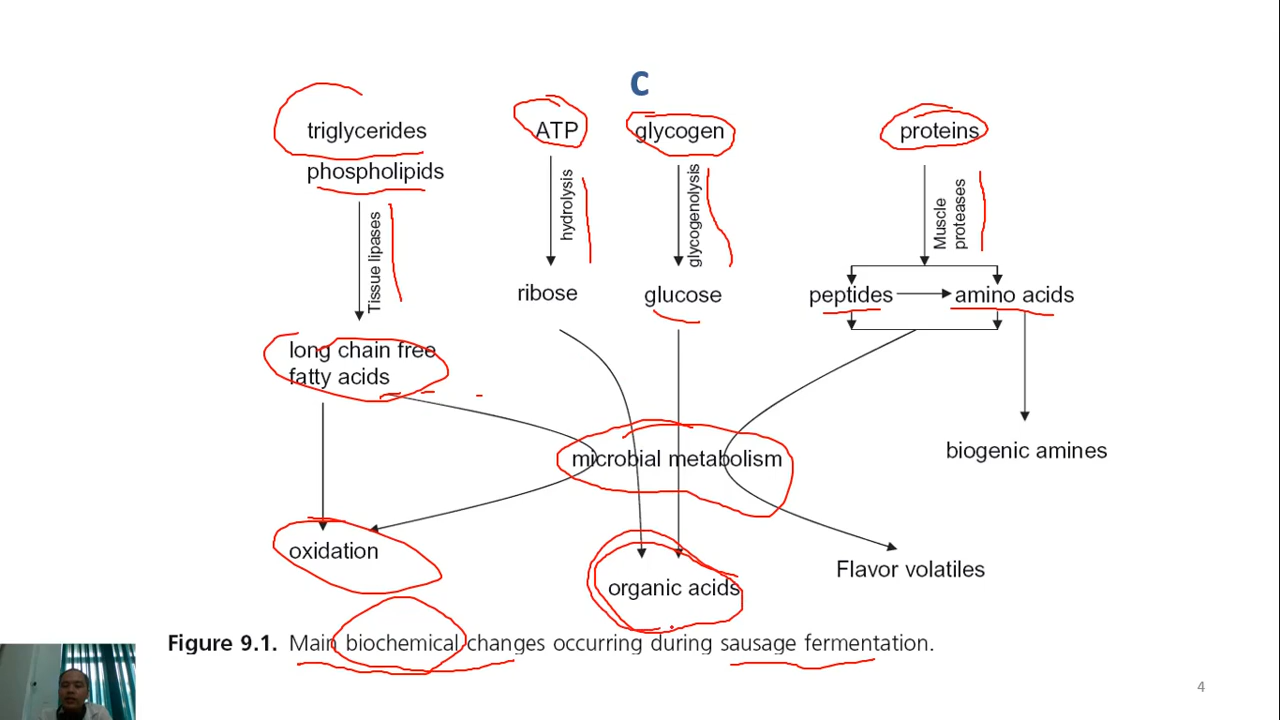 C
triglycerides
phospholipids
ATP
glycogen
proteins
Tissue lipases
hydrolysis
glycogenolysis
Muscle
proteases
long chain free
fatty acids
ribose
glucose
peptides
amino acids
microbial metabolism
biogenic amines
oxidation
organic acids
Flavor volatiles
Figure 9.1. Main biochemical changes occurring during sausage fermentation.
4